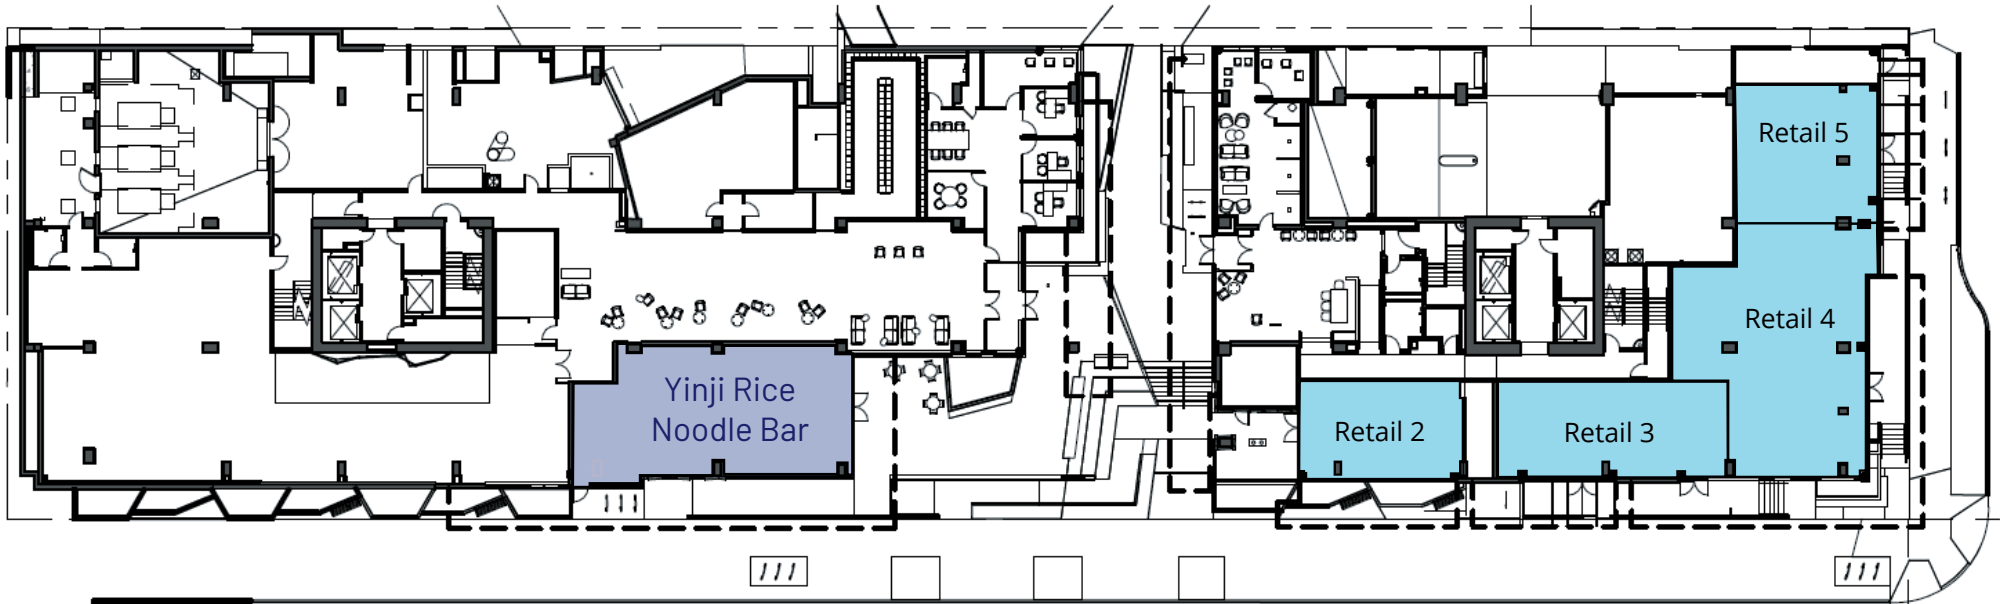 Retail 5
Retail 4
Yinji Rice
Noodle Bar
Retail 2
Retail 3